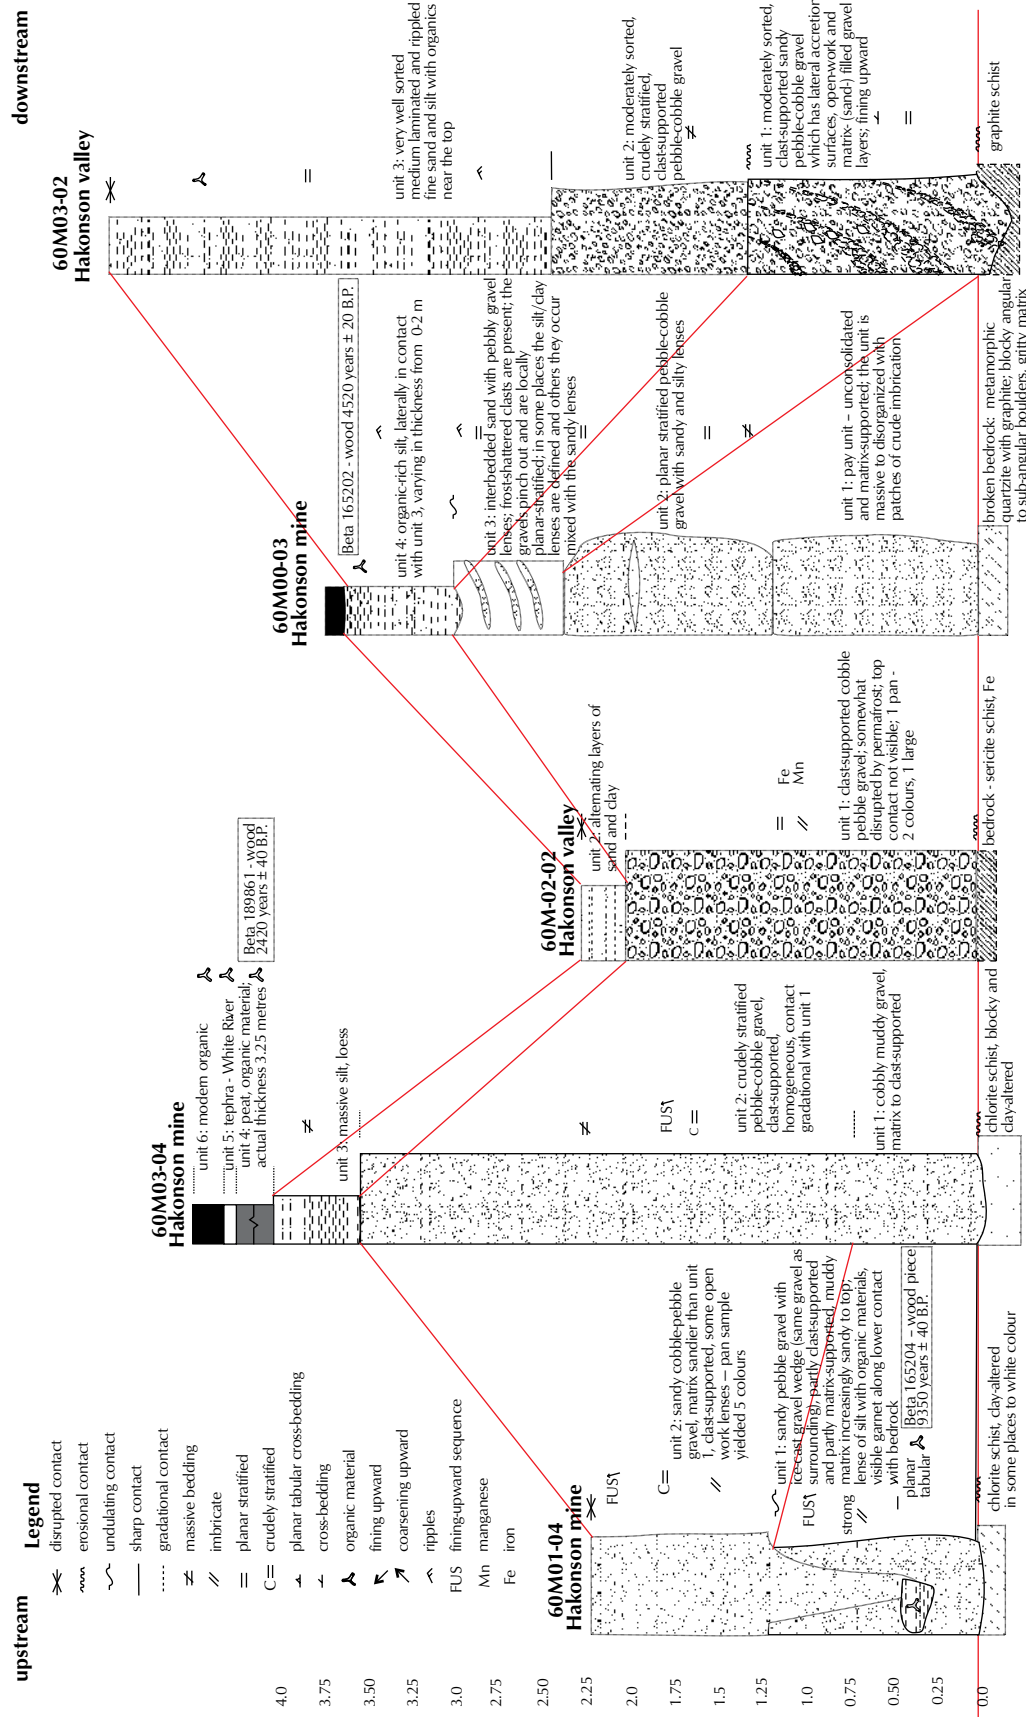 upstream
downstream
Legend
disrupted contact
erosional contact
undulating contact
sharp contact
gradational contact
massive bedding
imbricate
planar stratified
C= crudely stratified
planar tabular cross-bedding
cross-bedding
organic material
fining upward
coarsening upward
ripples
FUS fining-upward sequence
Mn manganese
Fe iron
4.0
3.75
3.50
3.25
3.0
2.75
2.50
2.25
2.0
1.75
1.50
1.25
1.0
0.75
0.50
0.25
0.0
60M01-04
Hakonson mine
FUS
C=
unit 2: sandy cobble-pebble
gravel, matrix sandier than unit
1, clast-supported, some open
work lenses – pan sample
yielded 5 colours
unit 1: sandy pebble gravel with
ice-cast gravel wedge (same gravel as
surrounding); partly clast-supported
and partly matrix-supported, muddy
matrix increasingly sandy to top;
lense of silt with organic materials,
visible garnet along lower contact
with bedrock
FUS
strong
planar
tabular
Beta 165204 - wood piece
9350 years ± 40 B.P.
chlorite schist, clay-altered
in some places to white colour
60M03-04
Hakonson mine
unit 6: modern organic
unit 5: tephra - White River
unit 4: peat, organic material;
actual thickness 3.25 metres
Beta 189861 - wood
2420 years ± 40 B.P.
unit 3: massive silt, loess
FUS
C=
unit 2: crudely stratified
pebble-cobble gravel,
clast-supported,
homogeneous, contact
gradational with unit 1
unit 1: cobbly muddy gravel,
matrix to clast-supported
chlorite schist, blocky and
clay-altered
60M-02-02
Hakonson valley
unit 2: alternating layers of
sand and clay
Fe
Mn
unit 1: clast-supported cobble
pebble gravel; somewhat
disrupted by permafrost; top
contact not visible; 1 pan -
2 colours, 1 large
bedrock - sericite schist, Fe
60M00-03
Hakonson mine
Beta 165202 - wood 4520 years ± 20 B.P.
unit 4: organic-rich silt, laterally in contact
with unit 3, varying in thickness from 0-2 m
unit 3: interbedded sand with pebbly gravel
lenses; frost-shattered clasts are present; the
gravels pinch out and are locally
planar-stratified; in some places the silt/clay
lenses are defined and others they occur
mixed with the sandy lenses
unit 2: planar stratified pebble-cobble
gravel with sandy and silty lenses
unit 1: pay unit – unconsolidated
and matrix-supported; the unit is
massive to disorganized with
patches of crude imbrication
broken bedrock: metamorphic
quartzite with graphite; blocky angular
to sub-angular boulders, gritty matrix
60M03-02
Hakonson valley
unit 3: very well sorted
medium laminated and rippled
fine sand and silt with organics
near the top
unit 2: moderately sorted,
crudely stratified,
clast-supported
pebble-cobble gravel
unit 1: moderately sorted,
clast-supported sandy
pebble-cobble gravel
which has lateral accretion
surfaces, open-work and
matrix- (sand-) filled gravel
layers; fining upward
graphite schist